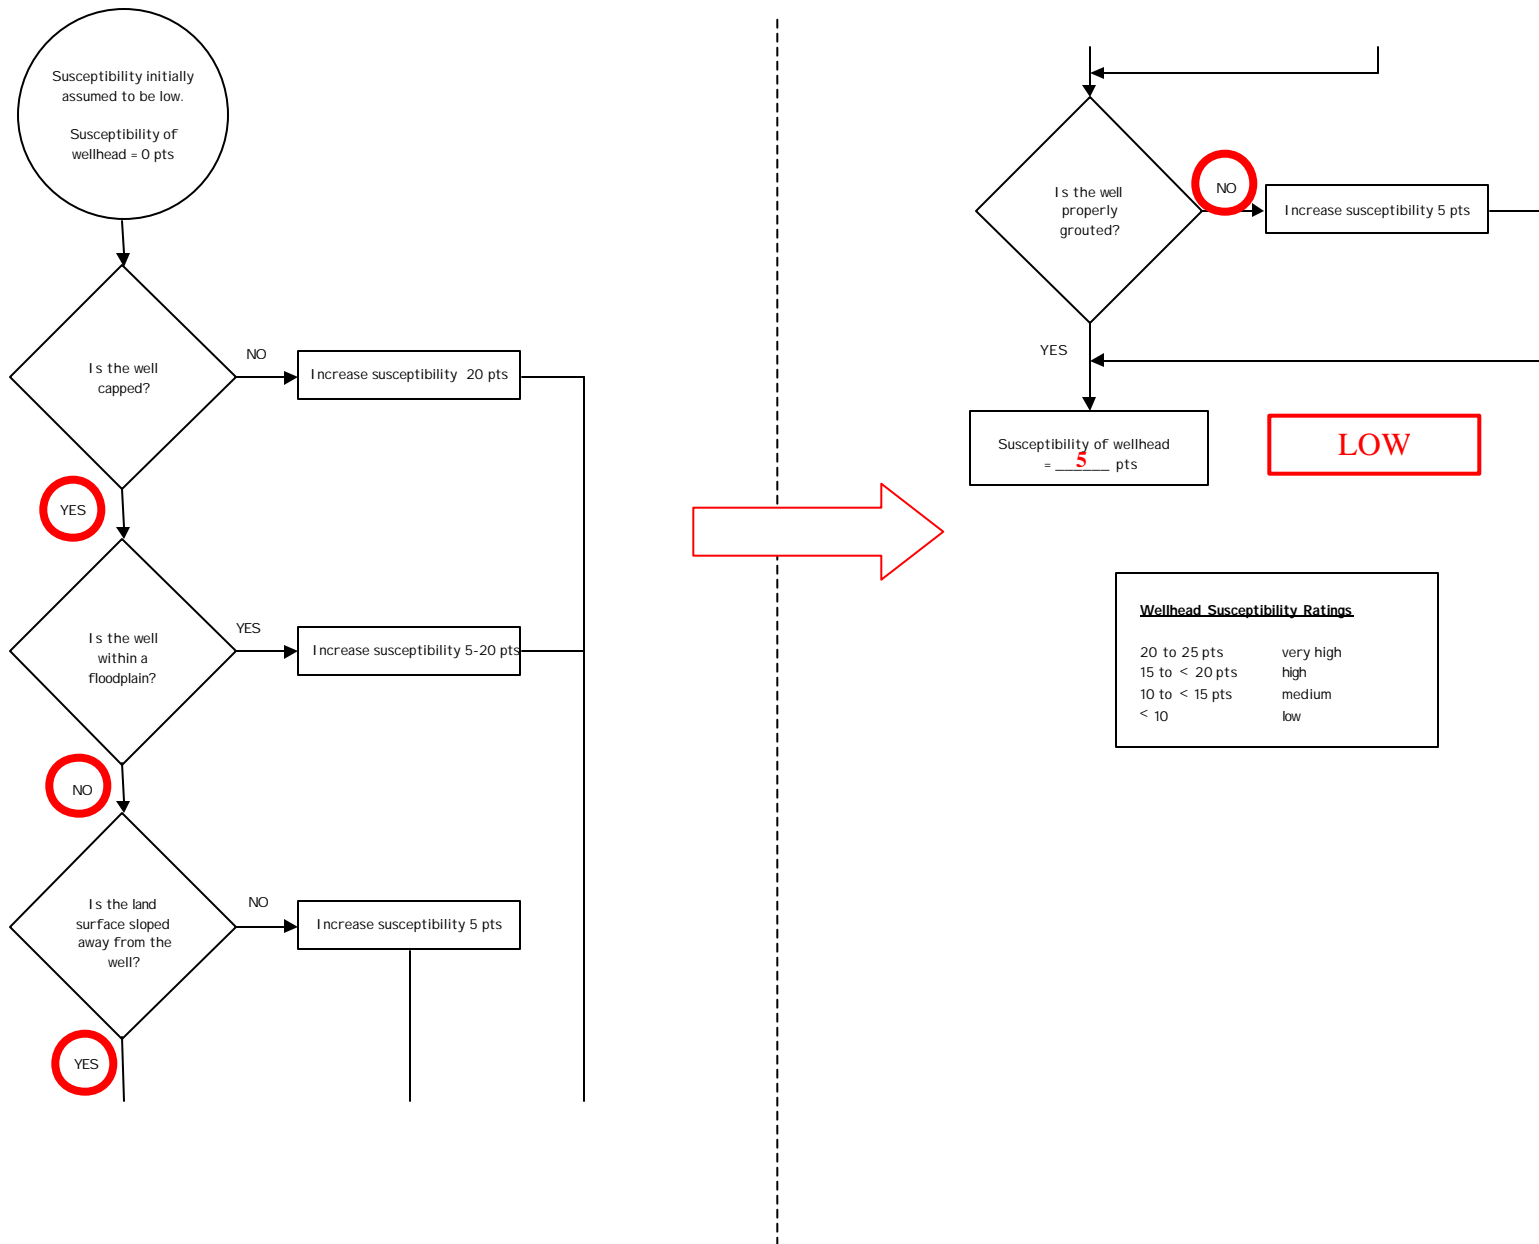 Susceptibility initially
assumed to be low.
Susceptibility of
wellhead = 0 pts
Is the well
capped?
NO
Increase susceptibility 20 pts
YES
Is the well
within a
floodplain?
YES
Increase susceptibility 5-20 pts
NO
Is the land
surface sloped
away from the
well?
NO
Increase susceptibility 5 pts
YES
Is the well
properly
grouted?
NO
Increase susceptibility 5 pts
YES
Susceptibility of wellhead
= ___5___ pts
LOW
Wellhead Susceptibility Ratings
20 to 25 pts very high
15 to < 20 pts high
10 to < 15 pts medium
< 10 low